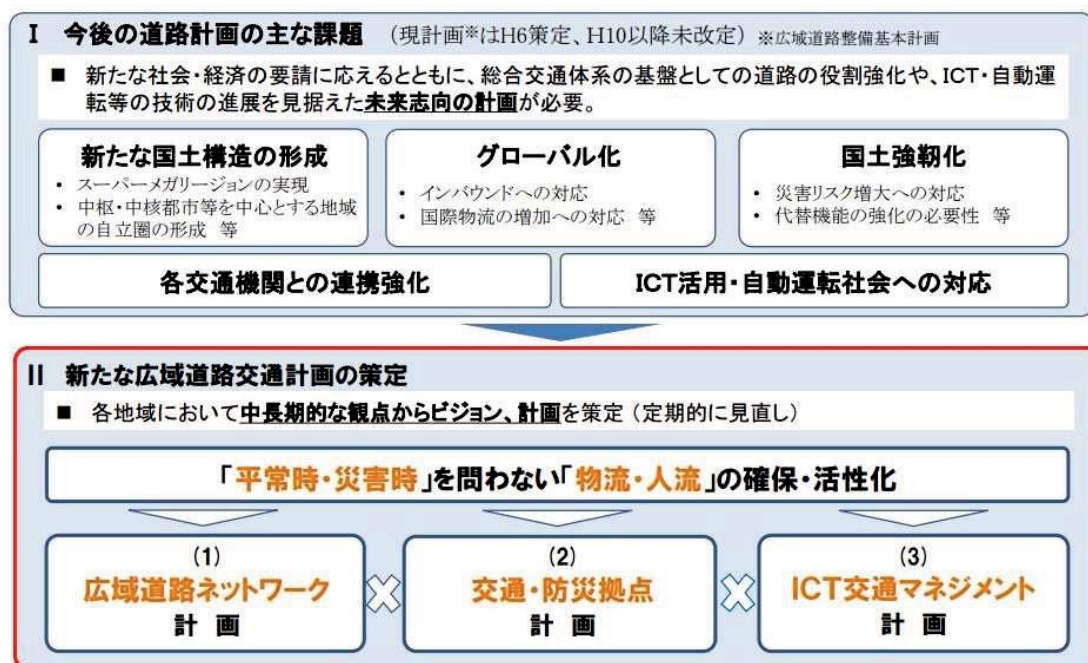 I 今後の道路計画の主な課題 (現計画※はH6策定、H10以降未改定) ※広域道路整備基本計画
■ 新たな社会・経済の要請に応えるとともに、総合交通体系の基盤としての道路の役割強化や、ICT・自動運
転等の技術の進展を見据えた未来志向の計画が必要。
新たな国土構造の形成
• スーパーメガリージョンの実現
• 中枢・中核都市等を中心とする地域
の自立圏の形成 等
グローバル化
• インバウンドへの対応
• 国際物流の増加への対応 等
国土強靭化
• 災害リスク増大への対応
• 代替機能の強化の必要性 等
各交通機関との連携強化
ICT活用・自動運転社会への対応
II 新たな広域道路交通計画の策定
■ 各地域において中長期的な観点からビジョン、計画を策定(定期的に見直し)
「平常時・災害時」を問わない「物流・人流」の確保・活性化
(1)
広域道路ネットワーク
計 画
(2)
交通・防災拠点
計 画
(3)
ICT交通マネジメント
計 画